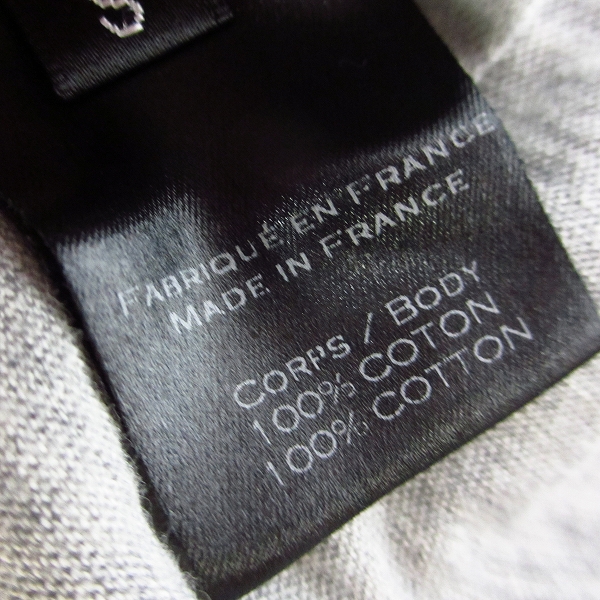 S
FABRIQUÉ EN FRANCE
MADE IN FRANCE
CORPS / BODY
100% COTON
100% COTTON